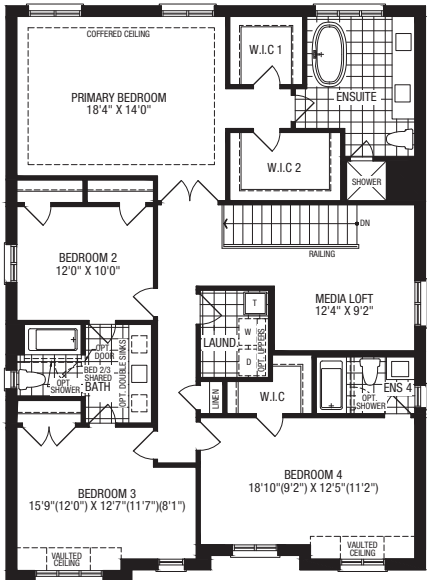 COFFERED CEILING
W.I.C 1
PRIMARY BEDROOM
18'4" X 14'0"
ENSUITE
W.I.C 2
SHOWER
DN
RAILING
BEDROOM 2
12'0" X 10'0"
MEDIA LOFT
12'4" X 9'2"
T
W
D
LAUND.
OPT. UPPERS
OPT.
DOOR
BED 2/3
SHARED
BATH
OPT.
SHOWER
OPT. DOUBLE SINKS
LINEN
W.I.C
ENS 4
OPT.
SHOWER
BEDROOM 4
18'10"(9'2") X 12'5"(11'2")
BEDROOM 3
15'9"(12'0") X 12'7"(11'7")(8'1")
VAULTED
CEILING
VAULTED
CEILING